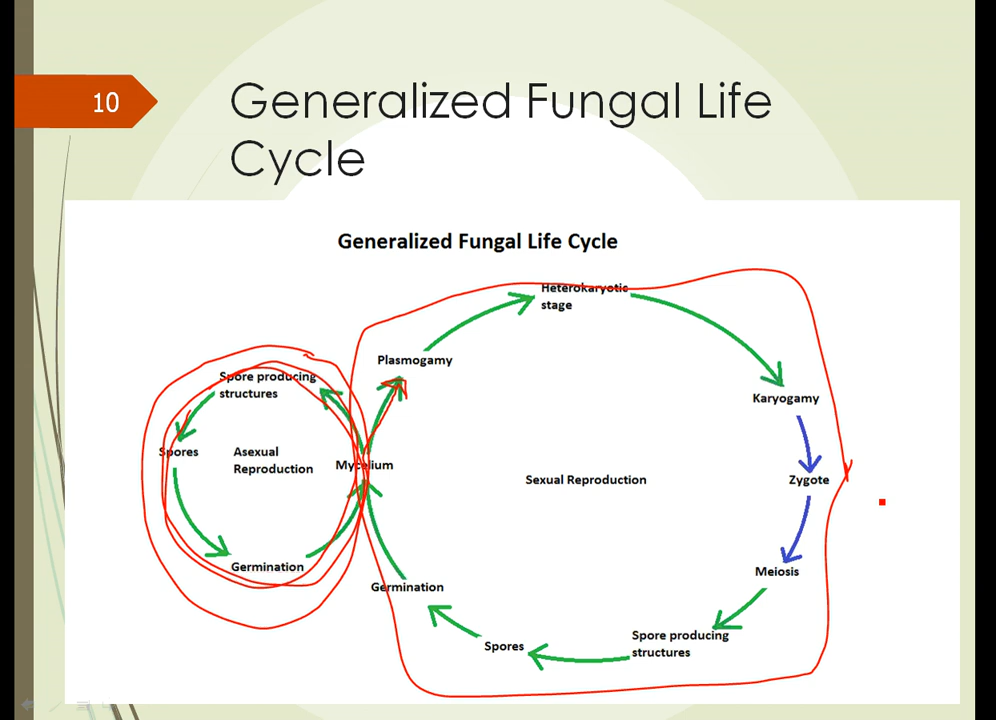 10
Generalized Fungal Life
Cycle
Generalized Fungal Life Cycle
Heterokaryotic
stage
Plasmogamy
Spore producing
structures
Karyogamy
Spores
Asexual
Reproduction
Mycelium
Sexual Reproduction
Zygote
Germination
Meiosis
Germination
Spore producing
structures
Spores